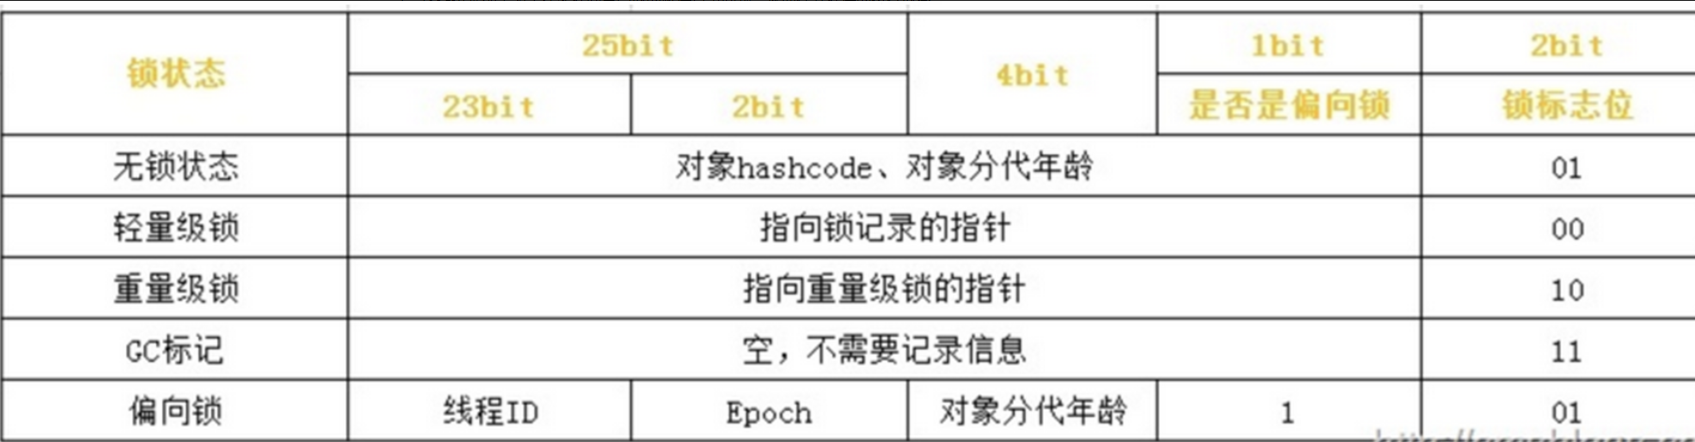 锁状态 25bit 4bit 1bit 2bit
23bit 2bit 是否是偏向锁 锁标志位
无锁状态 对象hashcode、对象分代年龄 01
轻量级锁 指向锁记录的指针 00
重量级锁 指向重量级锁的指针 10
GC标记 空，不需要记录信息 11
偏向锁 线程ID Epoch 对象分代年龄 1 01